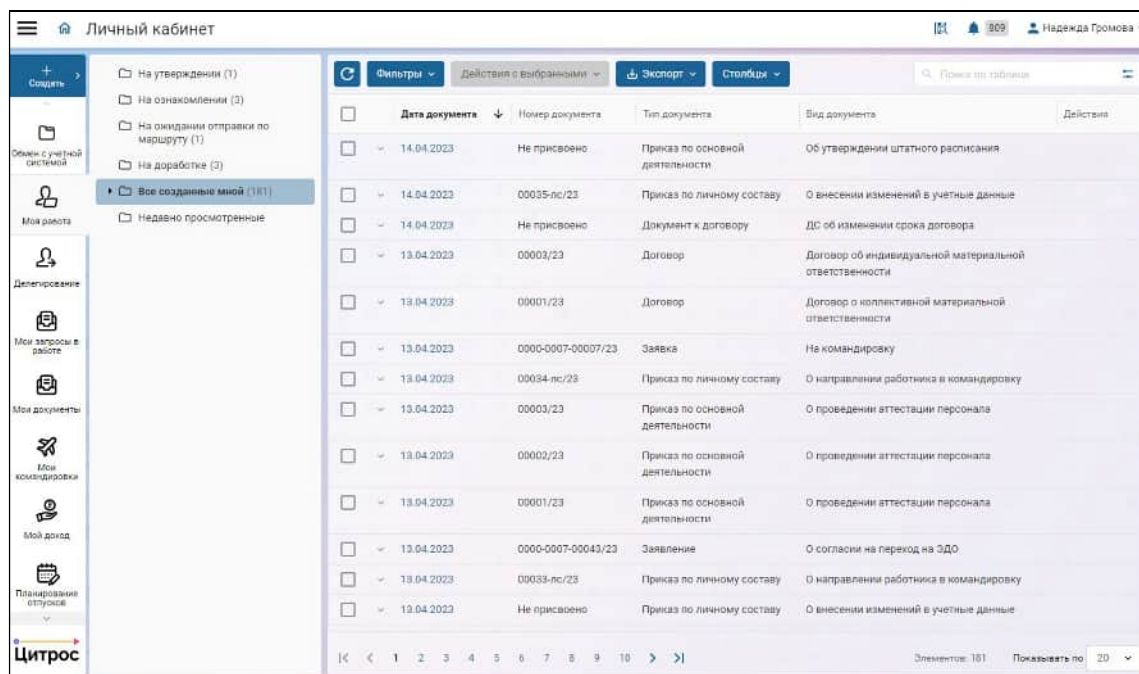 Личный кабинет
809
Надежда Громова
Создать
Обмен с учетной
системой
Моя работа
Делегирование
Мои запросы в
работе
Мои документы
Мои
командировки
Мой доход
Планирование
отпусков
Цитрос
На утверждении (1)
На ознакомлении (3)
На ожидании отправки по
маршруту (1)
На доработке (3)
Все созданные мной (181)
Недавно просмотренные
Фильтры
Действия с выбранными
Экспорт
Столбцы
Поиск по таблице
Дата документа Номер документа Тип документа Вид документа Действия
14.04.2023 Не присвоено Приказ по основной Об утверждении штатного расписания
деятельности
14.04.2023 00035-лс/23 Приказ по личному составу О внесении изменений в учетные данные
14.04.2023 Не присвоено Документ к договору ДС об изменении срока договора
13.04.2023 00003/23 Договор Договор об индивидуальной материальной
ответственности
13.04.2023 00001/23 Договор Договор о коллективной материальной
ответственности
13.04.2023 0000-0007-00007/23 Заявка На командировку
13.04.2023 00034-лс/23 Приказ по личному составу О направлении работника в командировку
13.04.2023 00003/23 Приказ по основной О проведении аттестации персонала
деятельности
13.04.2023 00002/23 Приказ по основной О проведении аттестации персонала
деятельности
13.04.2023 00001/23 Приказ по основной О проведении аттестации персонала
деятельности
13.04.2023 0000-0007-00043/23 Заявление О согласии на переход на ЭДО
13.04.2023 00033-лс/23 Приказ по личному составу О направлении работника в командировку
13.04.2023 Не присвоено Приказ по личному составу О внесении изменений в учетные данные
1 2 3 4 5 6 7 8 9 10
Элементов: 181 Показывать по 20